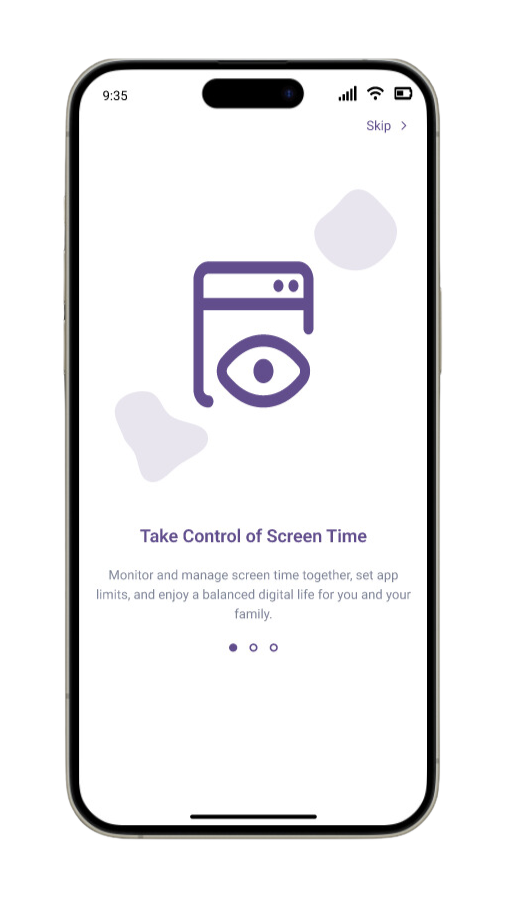 9:35
Skip
Take Control of Screen Time
Monitor and manage screen time together, set app
limits, and enjoy a balanced digital life for you and your
family.